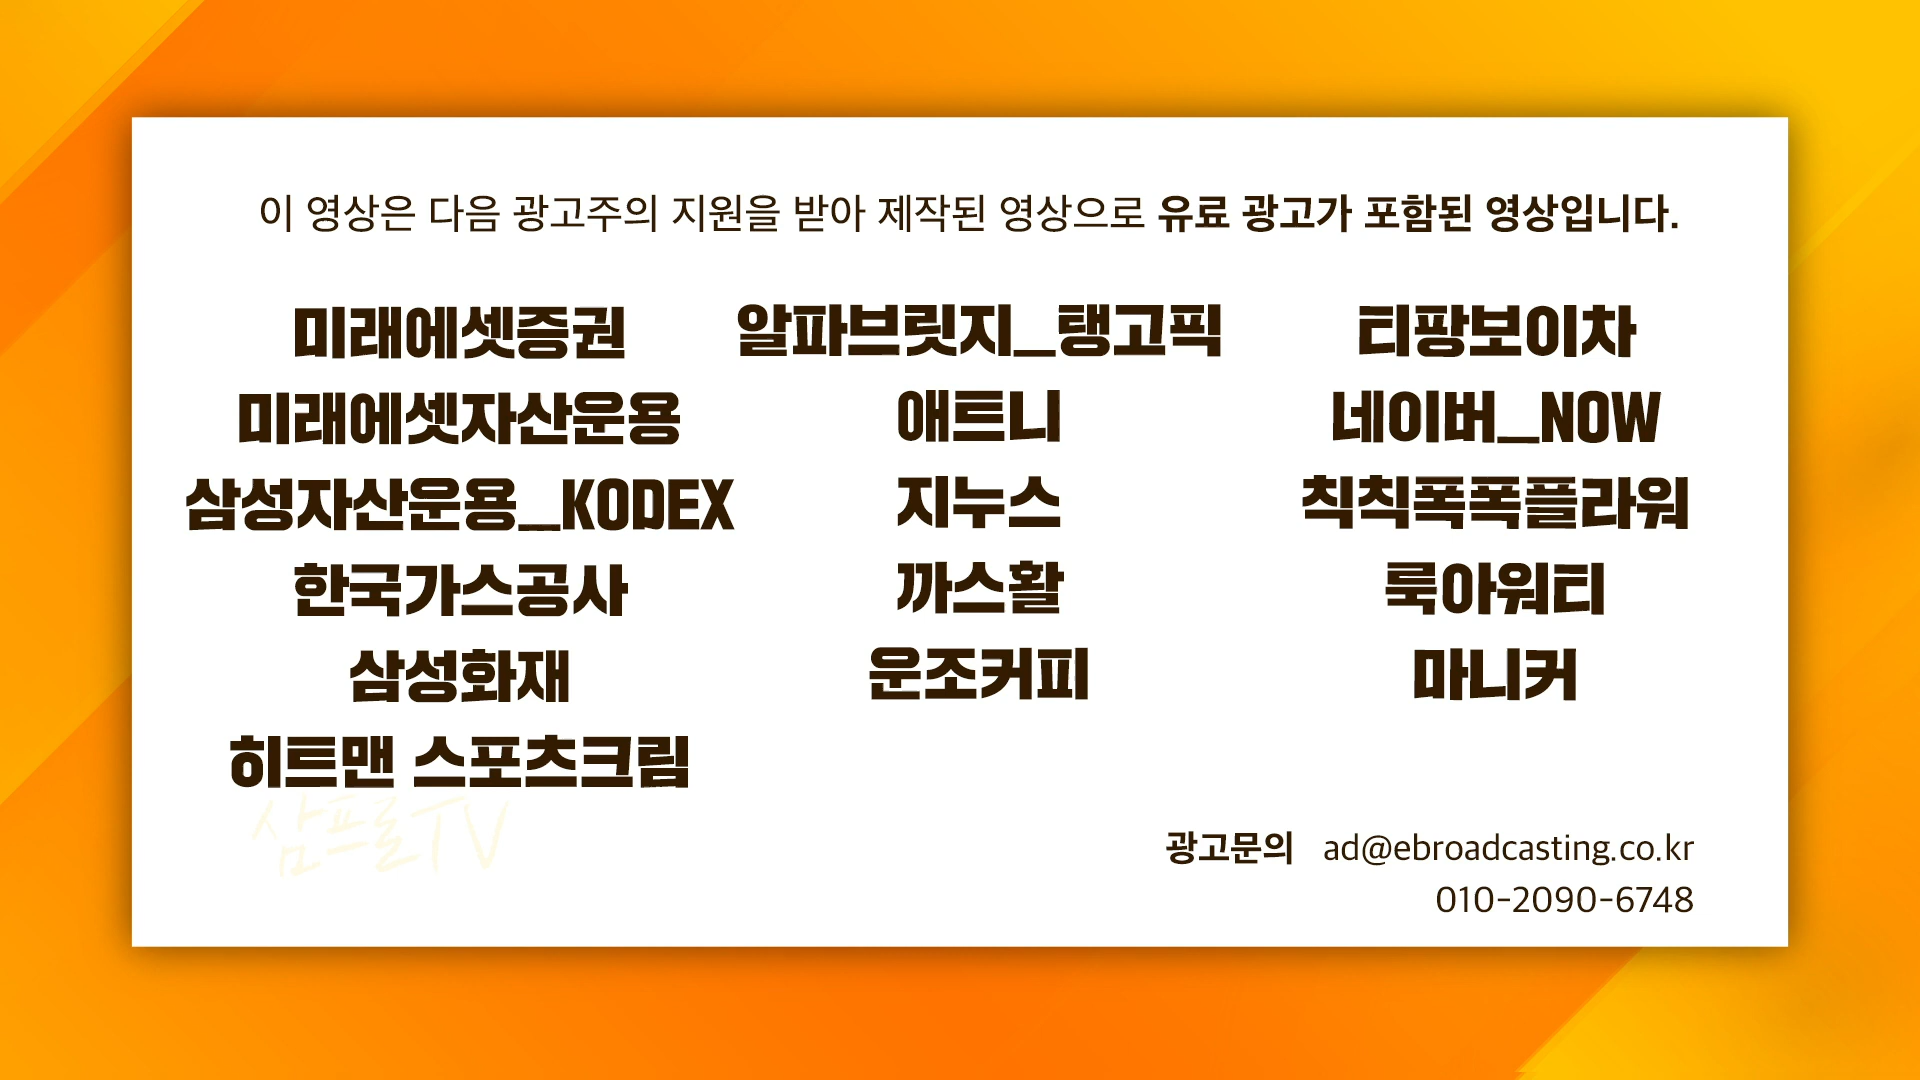 이 영상은 다음 광고주의 지원을 받아 제작된 영상으로 유료 광고가 포함된 영상입니다.
미래에셋증권
미래에셋자산운용
삼성자산운용_KODEX
한국가스공사
삼성화재
히트맨 스포츠크림
알파브릿지_탱고픽
애트니
지누스
까스활
운조커피
티팡보이차
네이버_NOW
칙칙폭폭플라워
룩아워티
마니커
삼프로TV
광고문의 ad@ebroadcasting.co.kr
010-2090-6748